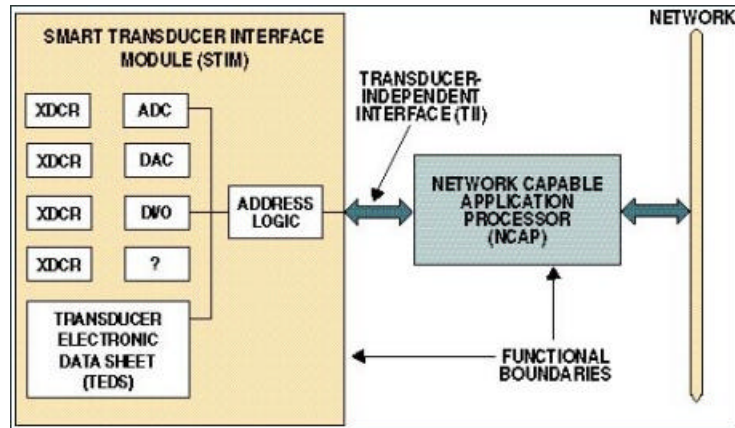 NETWORK
SMART TRANSDUCER INTERFACE
MODULE (STIM)
TRANSDUCER-
INDEPENDENT
INTERFACE (TII)
XDCR
ADC
XDCR
DAC
XDCR
DI/O
XDCR
?
ADDRESS
LOGIC
NETWORK CAPABLE
APPLICATION
PROCESSOR
(NCAP)
TRANSDUCER
ELECTRONIC
DATA SHEET
(TEDS)
FUNCTIONAL
BOUNDARIES